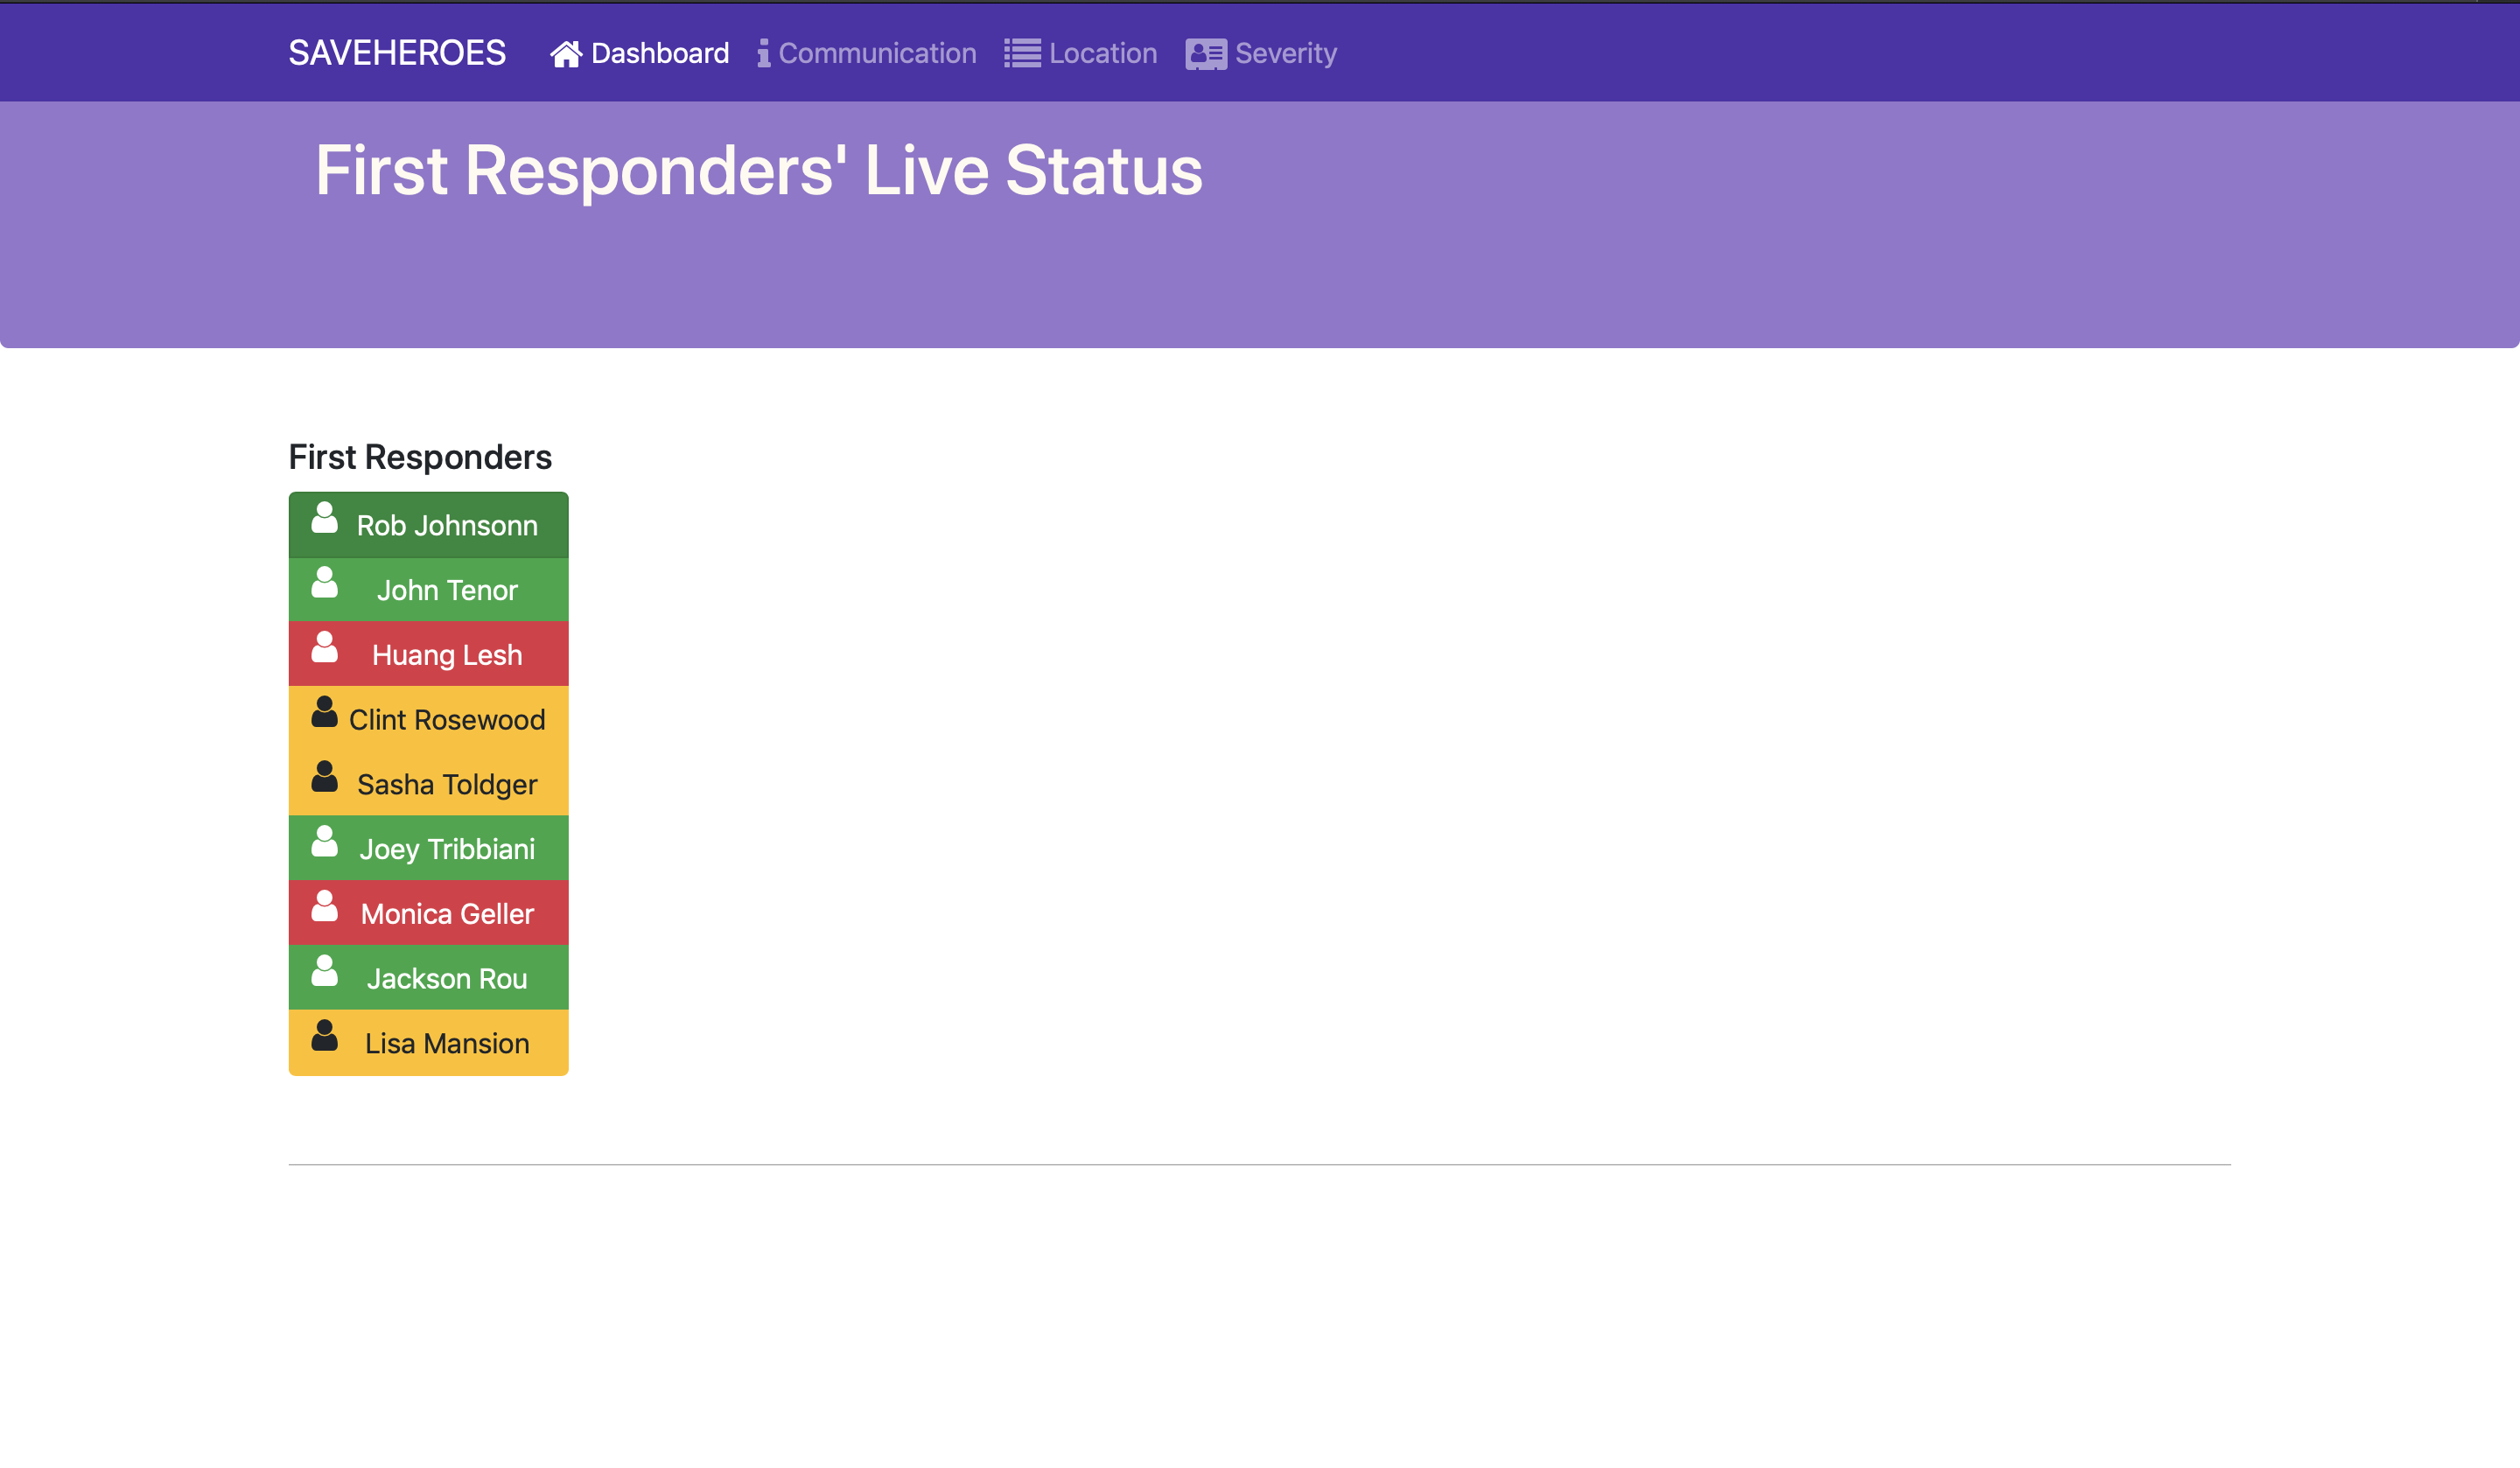 SAVEHEROES Dashboard Communication Location Severity
First Responders' Live Status
First Responders
Rob Johnsonn
John Tenor
Huang Lesh
Clint Rosewood
Sasha Toldger
Joey Tribbiani
Monica Geller
Jackson Rou
Lisa Mansion